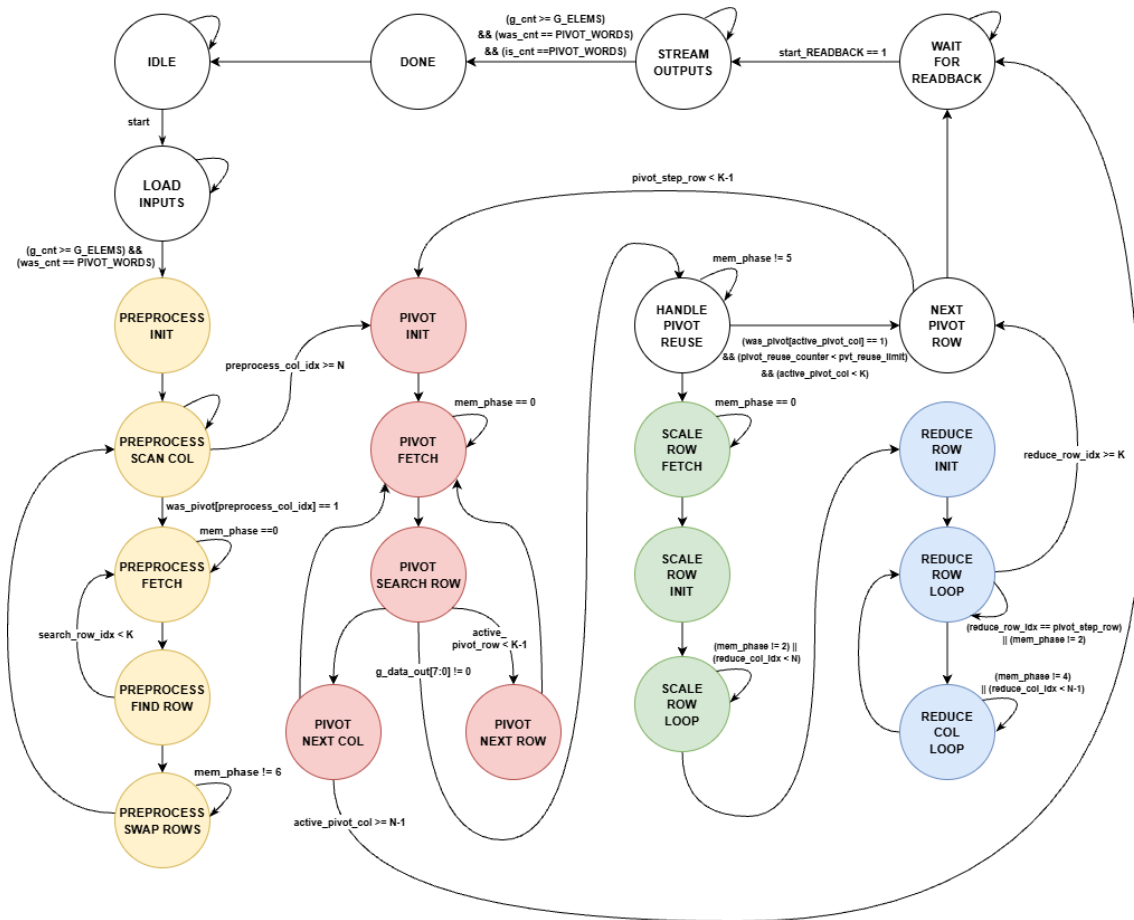 IDLE
DONE
(g_cnt >= G_ELEMS)
&& (was_cnt == PIVOT_WORDS)
&& (is_cnt ==PIVOT_WORDS)
STREAM
OUTPUTS
start_READBACK == 1
WAIT
FOR
READBACK
start
LOAD
INPUTS
pivot_step_row < K-1
(g_cnt >= G_ELEMS) &&
(was_cnt == PIVOT_WORDS)
PREPROCESS
INIT
preprocess_col_idx >= N
PIVOT
INIT
mem_phase != 5
HANDLE
PIVOT
REUSE
(was_pivot[active_pivot_col] == 1)
&& (pivot_reuse_counter < pvt_reuse_limit)
&& (active_pivot_col < K)
NEXT
PIVOT
ROW
PREPROCESS
SCAN COL
was_pivot[preprocess_col_idx] == 1
mem_phase == 0
PIVOT
FETCH
mem_phase == 0
SCALE
ROW
FETCH
REDUCE
ROW
INIT
reduce_row_idx >= K
mem_phase ==0
PREPROCESS
FETCH
search_row_idx < K
PIVOT
SEARCH ROW
active_
pivot_row < K-1
g_data_out[7:0] != 0
SCALE
ROW
INIT
REDUCE
ROW
LOOP
(reduce_row_idx == pivot_step_row)
|| (mem_phase != 2)
PREPROCESS
FIND ROW
PIVOT
NEXT COL
PIVOT
NEXT ROW
(mem_phase != 2) ||
(reduce_col_idx < N)
SCALE
ROW
LOOP
(mem_phase != 4)
|| (reduce_col_idx < N-1)
REDUCE
COL
LOOP
mem_phase != 6
PREPROCESS
SWAP ROWS
active_pivot_col >= N-1